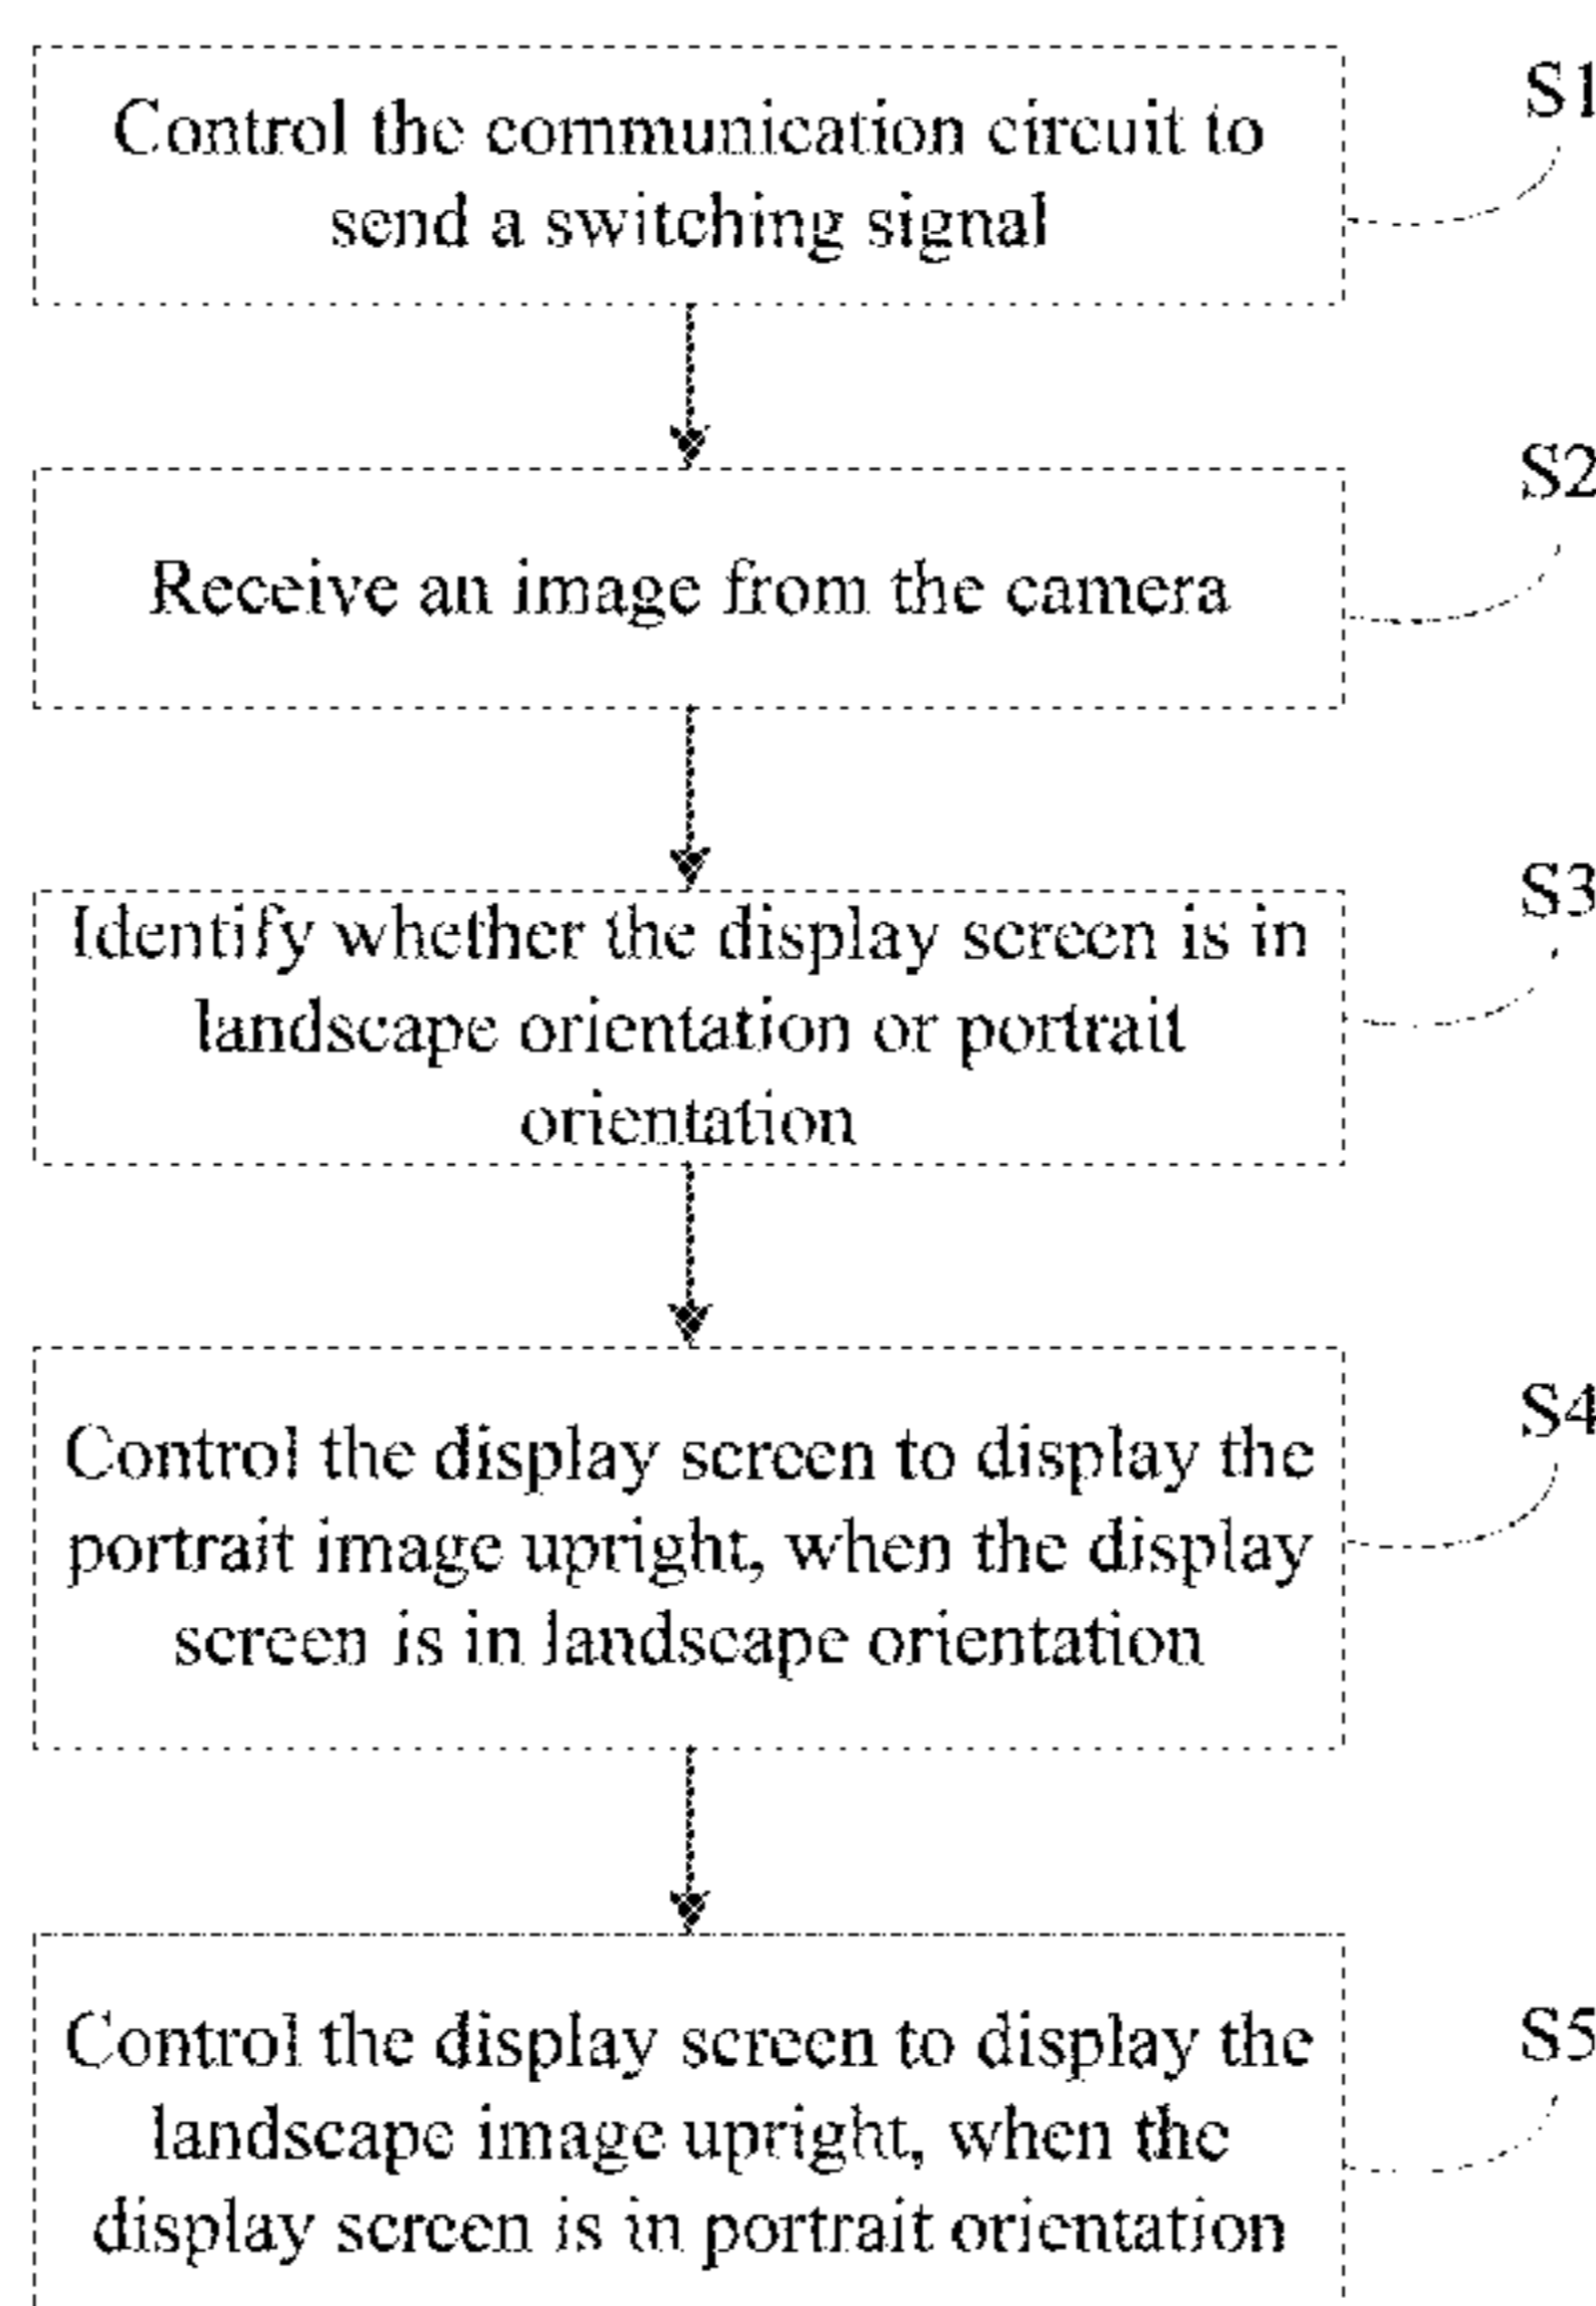 S1
Control the communication circuit to
send a switching signal
S2
Receive an image from the camera
S3
Identify whether the display screen is in
landscape orientation or portrait
orientation
S4
Control the display screen to display the
portrait image upright, when the display
screen is in landscape orientation
S5
Control the display screen to display the
landscape image upright, when the
display screen is in portrait orientation